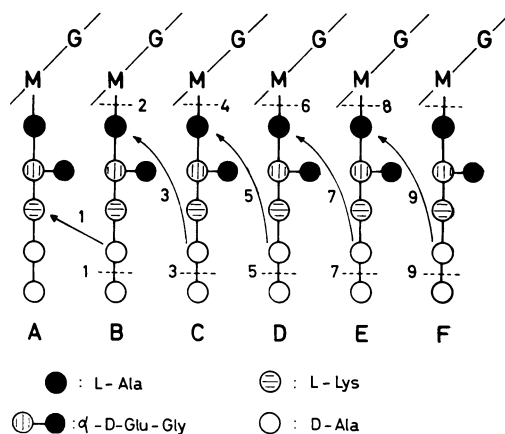 G G G G G G
M M M M M M
2 4 6 8
1 3 5 7 9
1 3 5 7 9
A B C D E F
: L-Ala : L-Lys
: α-D-Glu-Gly : D-Ala